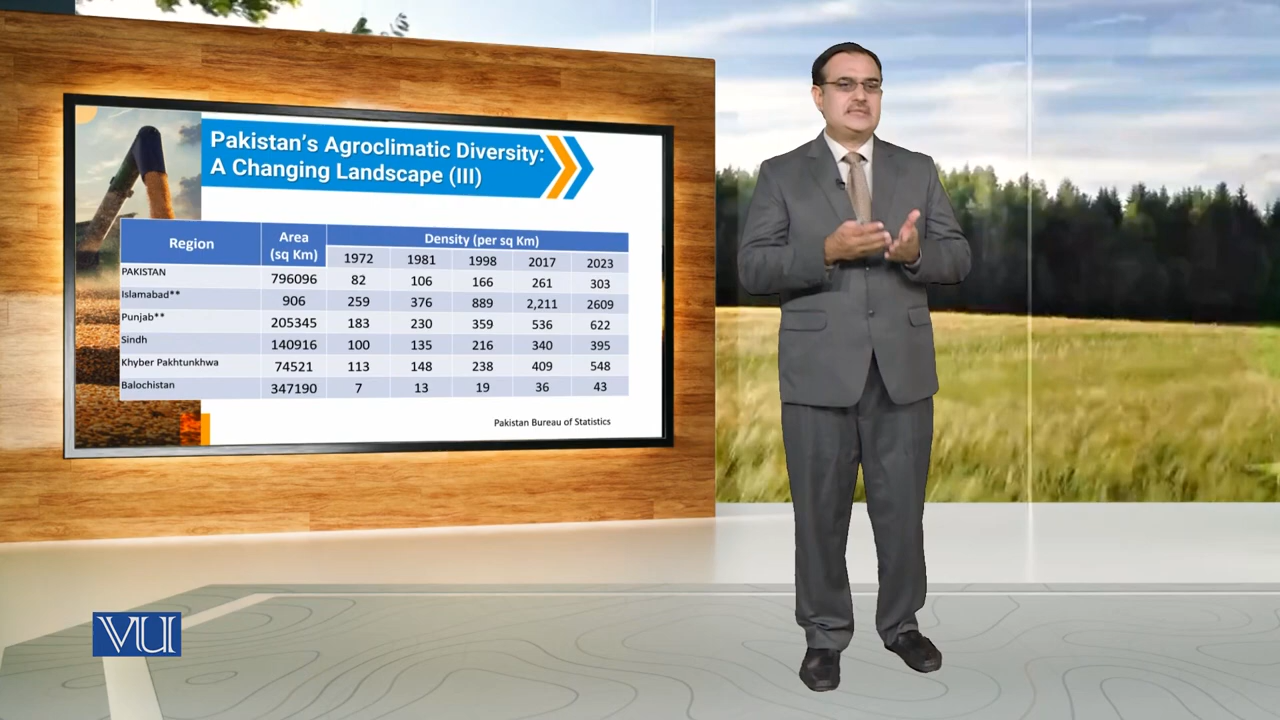 Pakistan's Agroclimatic Diversity:
A Changing Landscape (III)
Region Area (sq Km) Density (per sq Km)
1972 1981 1998 2017 2023
PAKISTAN 796096 82 106 166 261 303
Islamabad** 906 259 376 889 2,211 2609
Punjab** 205345 183 230 359 536 622
Sindh 140916 100 135 216 340 395
Khyber Pakhtunkhwa 74521 113 148 238 409 548
Balochistan 347190 7 13 19 36 43
Pakistan Bureau of Statistics
VU